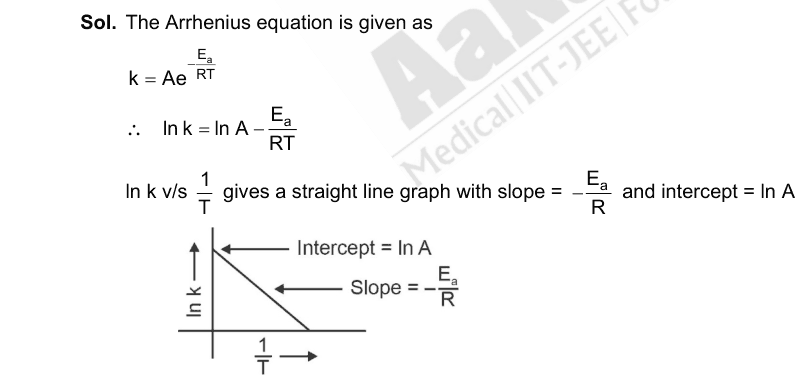 Sol. The Arrhenius equation is given as
k = Ae^(-Ea/RT)
∴ ln k = ln A – Ea/RT
ln k v/s 1/T gives a straight line graph with slope = –Ea/R and intercept = ln A
Intercept = ln A
Slope = –Ea/R
ln k
1/T
Medical|IIT-JEE|